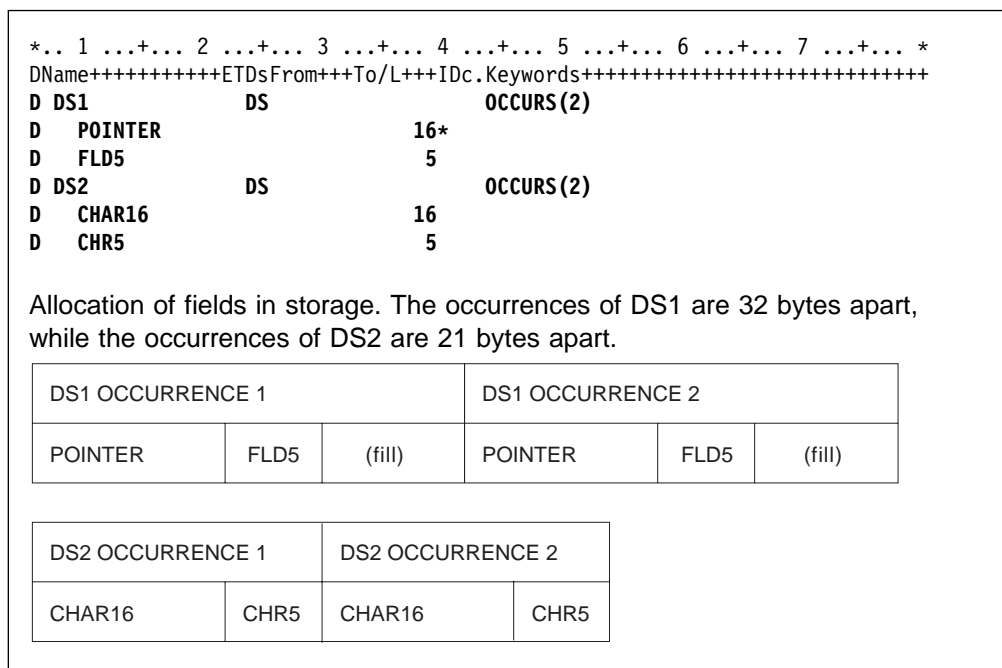 *.. 1 ...+... 2 ...+... 3 ...+... 4 ...+... 5 ...+... 6 ...+... 7 ...+... *
DName+++++++++++ETDsFrom+++To/L+++IDc.Keywords+++++++++++++++++++++++++++++
D DS1             DS                  OCCURS(2)
D   POINTER                     16*
D   FLD5                         5
D DS2             DS                  OCCURS(2)
D   CHAR16                      16
D   CHR5                         5
Allocation of fields in storage. The occurrences of DS1 are 32 bytes apart,
while the occurrences of DS2 are 21 bytes apart.
DS1 OCCURRENCE 1 DS1 OCCURRENCE 2
POINTER FLD5 (fill) POINTER FLD5 (fill)
DS2 OCCURRENCE 1 DS2 OCCURRENCE 2
CHAR16 CHR5 CHAR16 CHR5